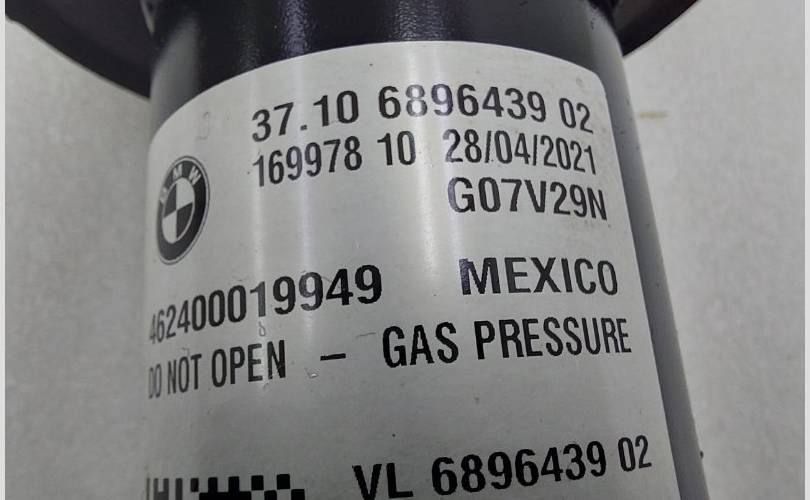 37.10 6896439 02
169978 10 28/04/2021
BMW
G07V29N
462400019949 MEXICO
DO NOT OPEN – GAS PRESSURE
VL 6896439 02